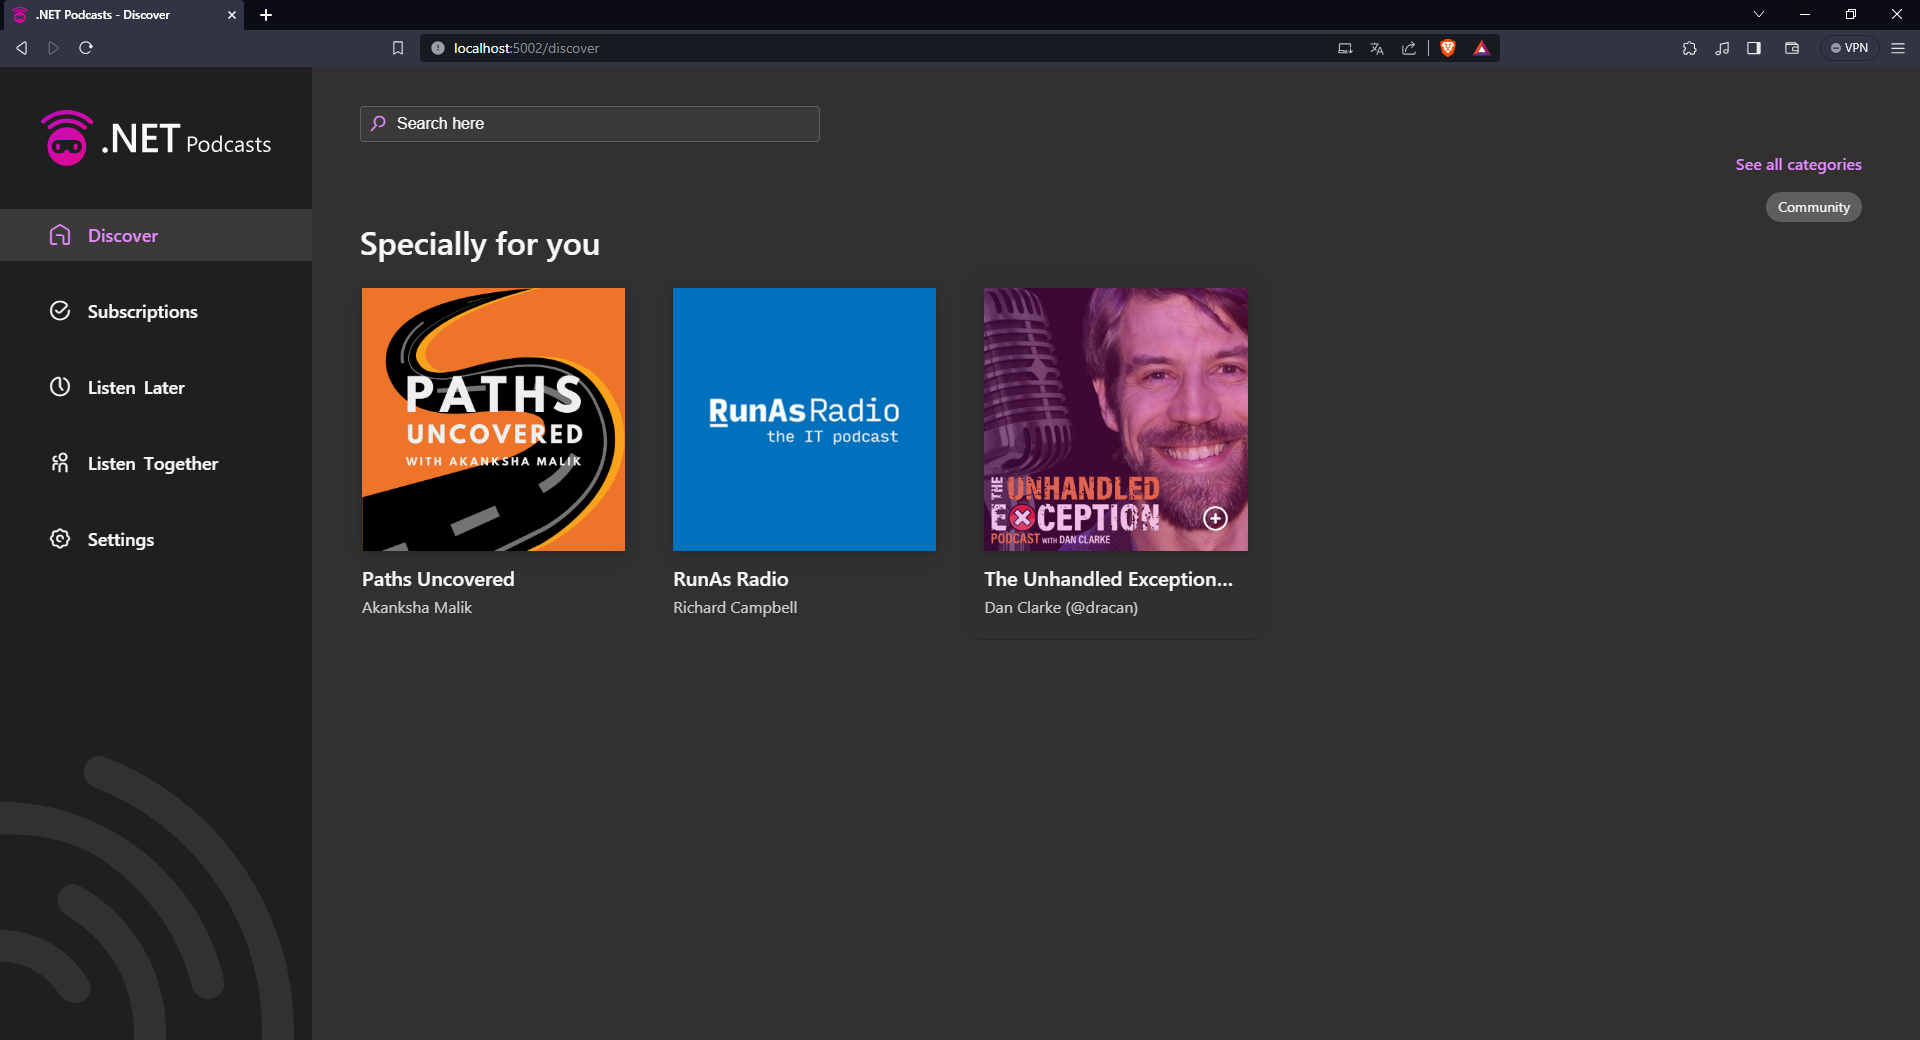 .NET Podcasts - Discover
localhost:5002/discover
VPN
.NET Podcasts
Search here
See all categories
Community
Discover
Subscriptions
Listen Later
Listen Together
Settings
Specially for you
PATHS
UNCOVERED
WITH AKANKSHA MALIK
Paths Uncovered
Akanksha Malik
RunAs Radio
the IT podcast
RunAs Radio
Richard Campbell
THE UNHANDLED
EXCEPTION
PODCAST WITH DAN CLARKE
The Unhandled Exception...
Dan Clarke (@dracan)